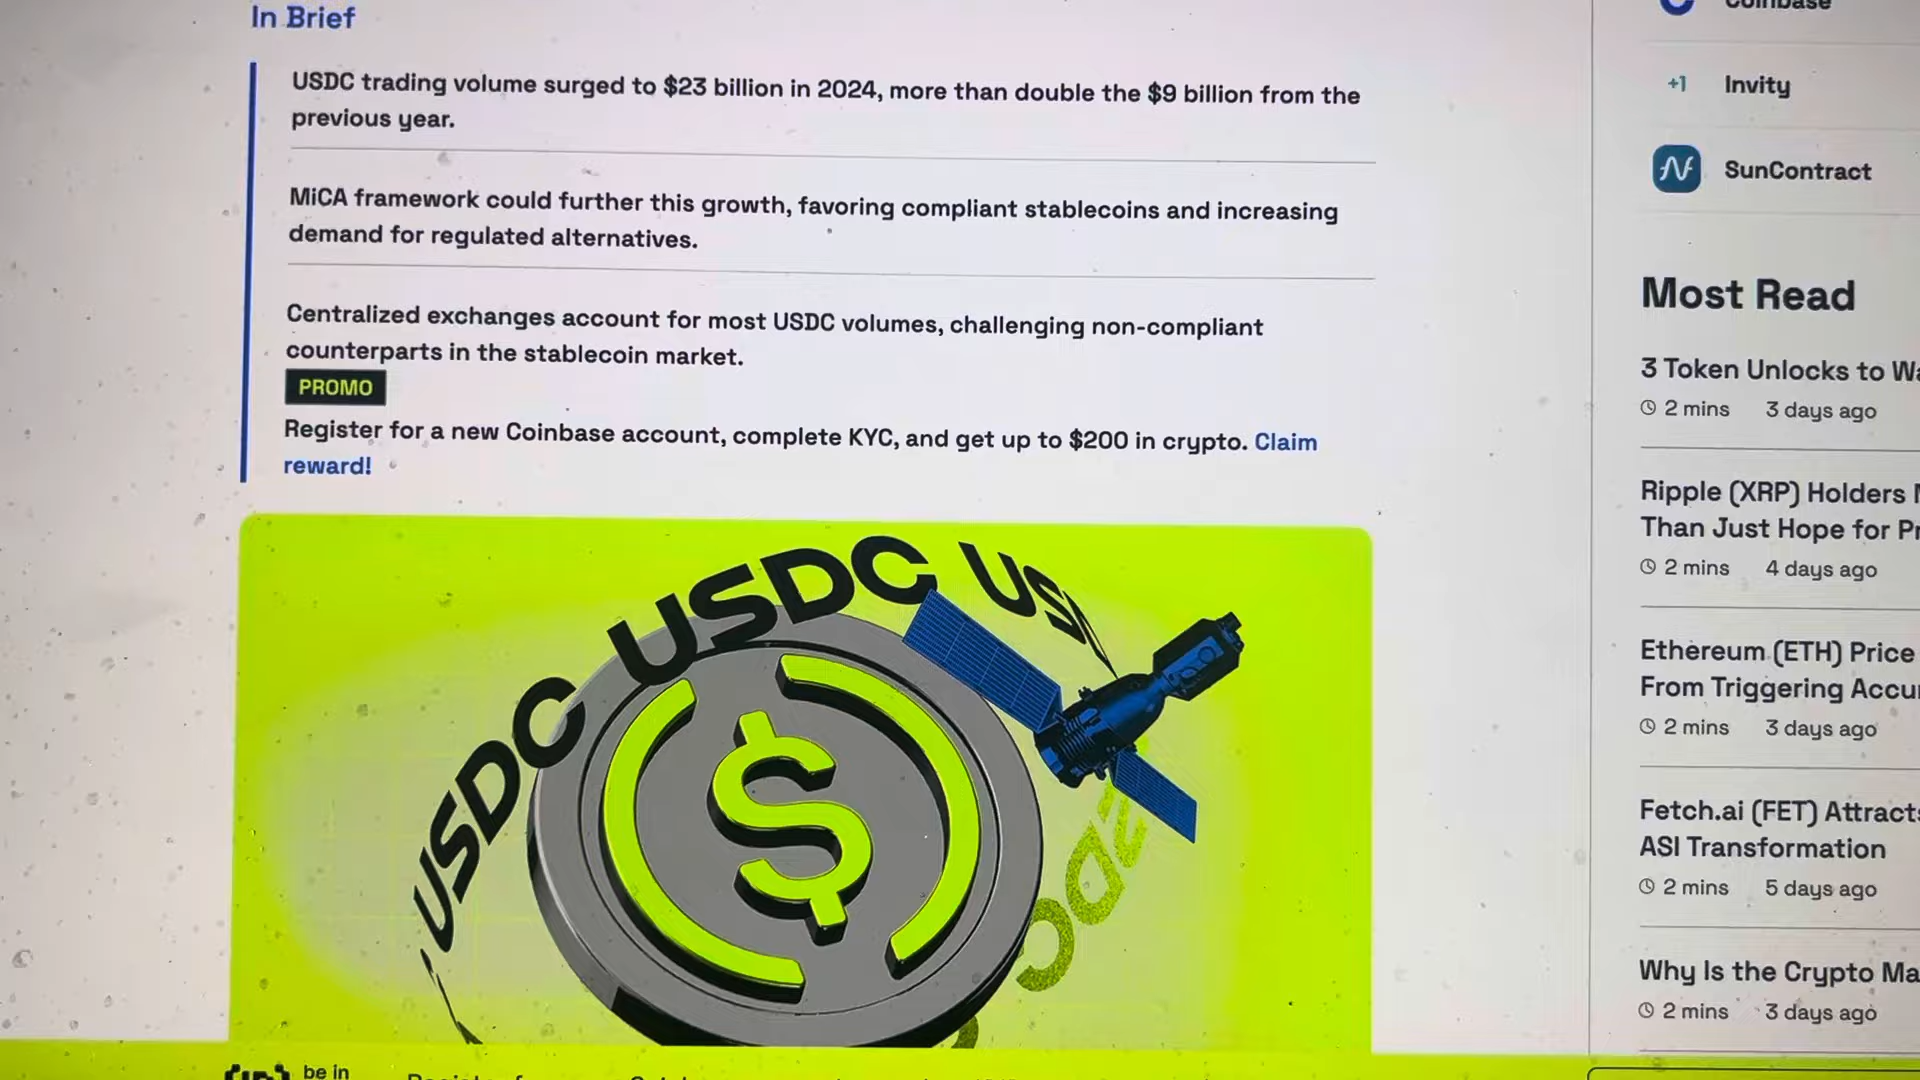 In Brief
USDC trading volume surged to $23 billion in 2024, more than double the $9 billion from the
previous year.
MiCA framework could further this growth, favoring compliant stablecoins and increasing
demand for regulated alternatives.
Centralized exchanges account for most USDC volumes, challenging non-compliant
counterparts in the stablecoin market.
PROMO
Register for a new Coinbase account, complete KYC, and get up to $200 in crypto. Claim
reward!
USDC USDC US
be in
Coinbase
+1 Invity
SunContract
Most Read
3 Token Unlocks to
2 mins 3 days ago
Ripple (XRP) Holders
Than Just Hope for
2 mins 4 days ago
Ethereum (ETH) Price
From Triggering
2 mins 3 days ago
Fetch.ai (FET) Attracts
ASI Transformation
2 mins 5 days ago
Why Is the Crypto
2 mins 3 days ago